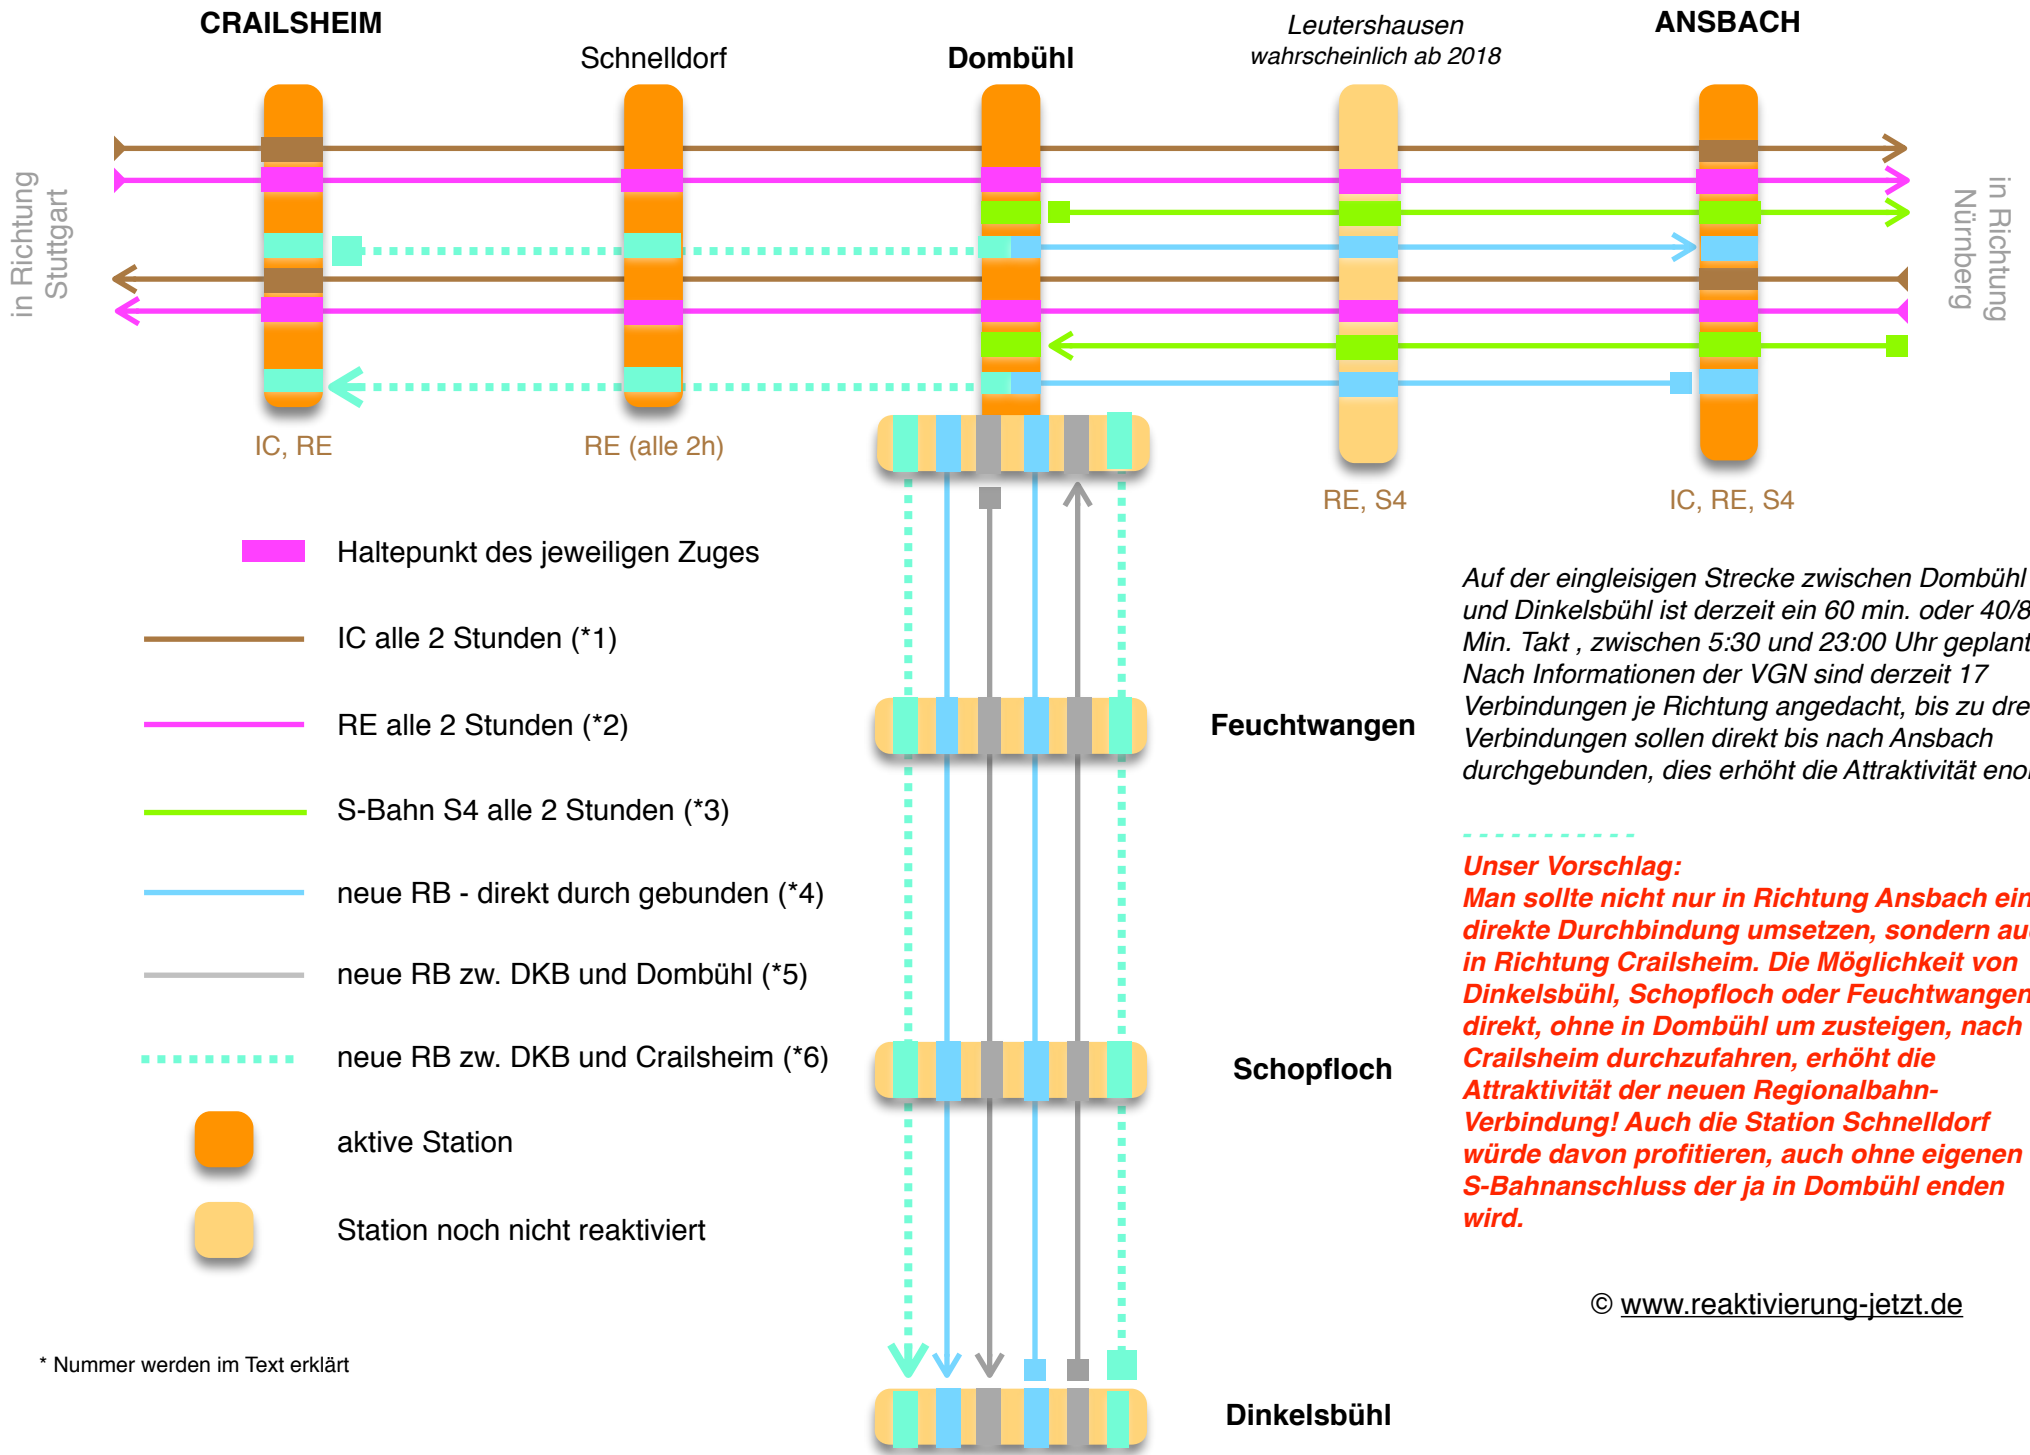 CRAILSHEIM
Schnelldorf
Dombühl
Leutershausen
wahrscheinlich ab 2018
ANSBACH
in Richtung
Stuttgart
in Richtung
Nürnberg
IC, RE
RE (alle 2h)
RE, S4
IC, RE, S4
Haltepunkt des jeweiligen Zuges
IC alle 2 Stunden (*1)
RE alle 2 Stunden (*2)
S-Bahn S4 alle 2 Stunden (*3)
neue RB - direkt durch gebunden (*4)
neue RB zw. DKB und Dombühl (*5)
neue RB zw. DKB und Crailsheim (*6)
aktive Station
Station noch nicht reaktiviert
* Nummer werden im Text erklärt
Feuchtwangen
Schopfloch
Dinkelsbühl
Auf der eingleisigen Strecke zwischen Dombühl
und Dinkelsbühl ist derzeit ein 60 min. oder 40/8
Min. Takt , zwischen 5:30 und 23:00 Uhr geplant
Nach Informationen der VGN sind derzeit 17
Verbindungen je Richtung angedacht, bis zu dre
Verbindungen sollen direkt bis nach Ansbach
durchgebunden, dies erhöht die Attraktivität eno
Unser Vorschlag:
Man sollte nicht nur in Richtung Ansbach ein
direkte Durchbindung umsetzen, sondern au
in Richtung Crailsheim. Die Möglichkeit von
Dinkelsbühl, Schopfloch oder Feuchtwangen
direkt, ohne in Dombühl um zusteigen, nach
Crailsheim durchzufahren, erhöht die
Attraktivität der neuen Regionalbahn-
Verbindung! Auch die Station Schnelldorf
würde davon profitieren, auch ohne eigenen
S-Bahnanschluss der ja in Dombühl enden
wird.
© www.reaktivierung-jetzt.de